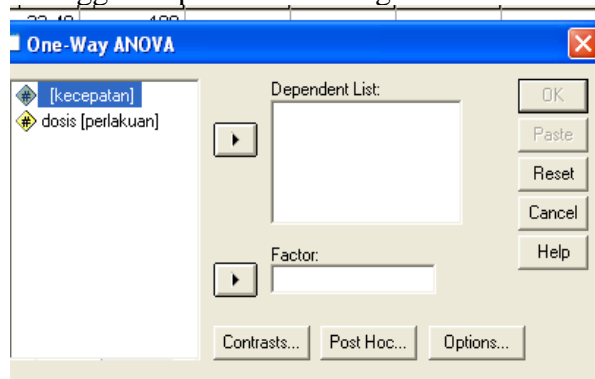 One-Way ANOVA
[kecepatan]
dosis [perlakuan]
Dependent List:
Factor:
OK
Paste
Reset
Cancel
Help
Contrasts...
Post Hoc...
Options...